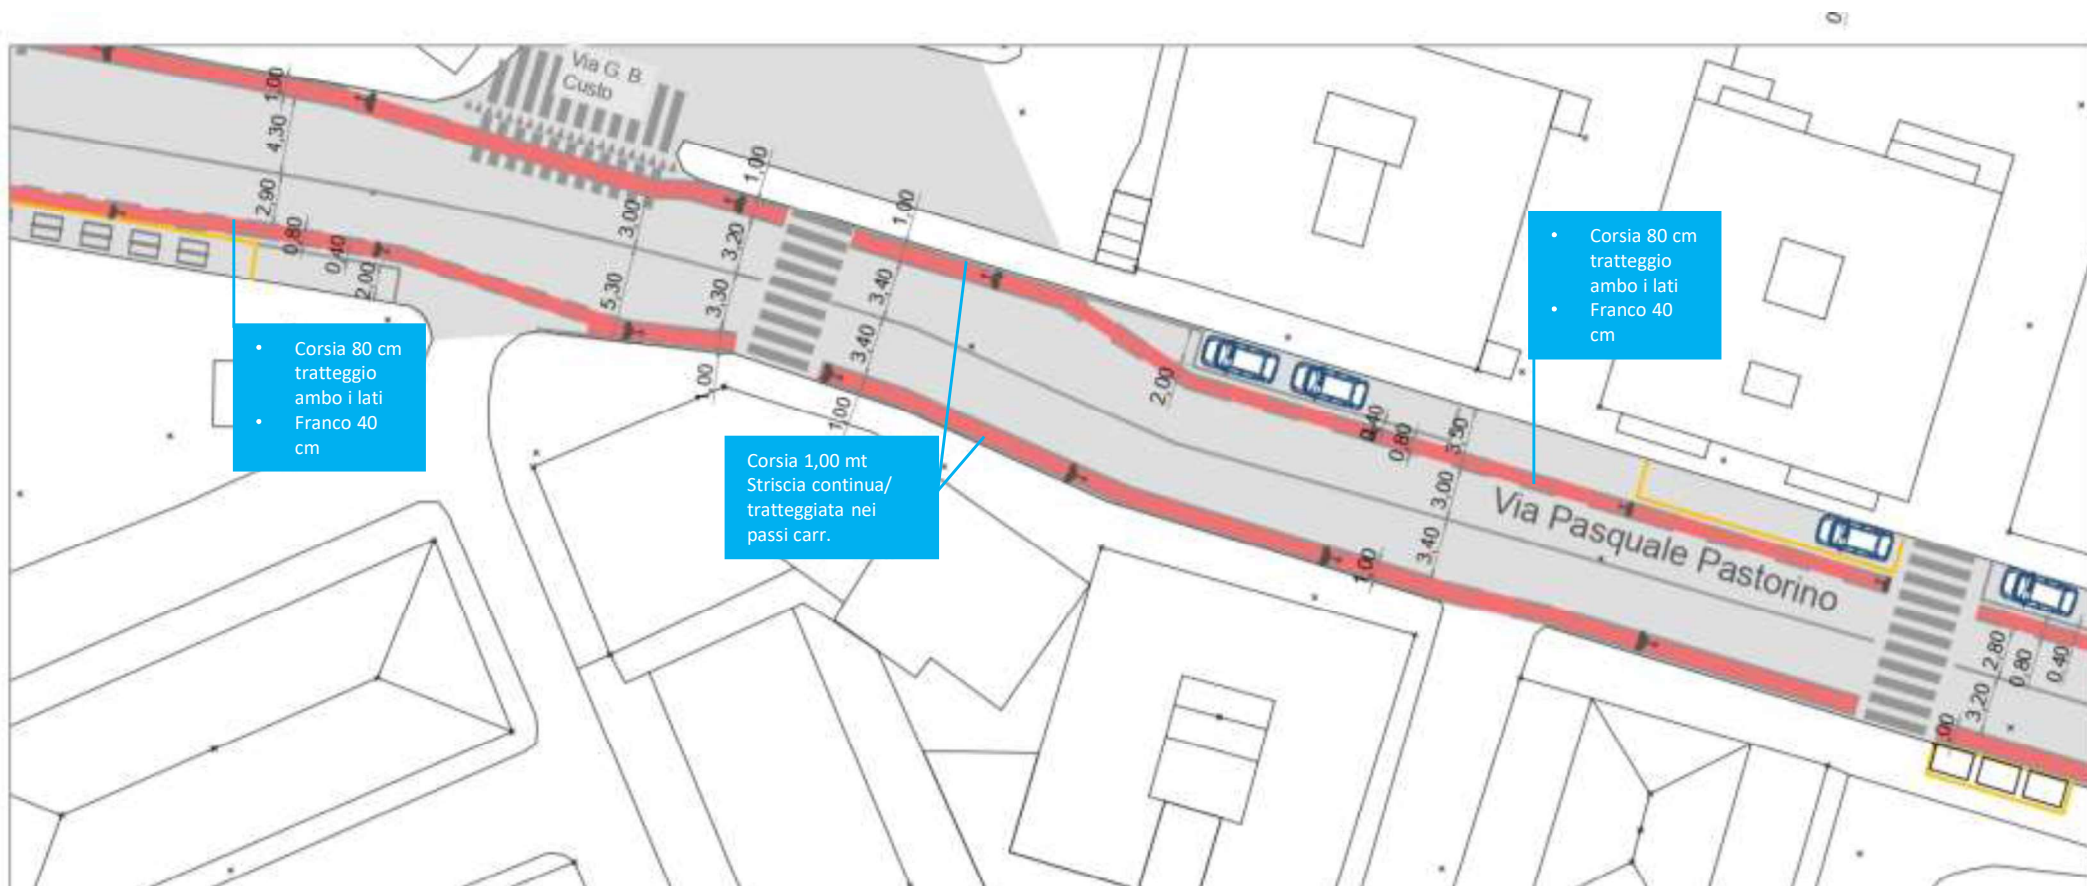 0
Via G. B.
Custo
1,00
4,30
2,90
0,80
0,40
2,00
3,00
5,30
1,00
3,20
3,30
1,00
1,00
3,40
3,40
1,00
• Corsia 80 cm
tratteggio
ambo i lati
• Franco 40
cm
Corsia 1,00 mt
Striscia continua/
tratteggiata nei
passi carr.
• Corsia 80 cm
tratteggio
ambo i lati
• Franco 40
cm
2,00
0,40
0,80
3,50
3,00
3,40
1,00
Via Pasquale Pastorino
2,80
0,80
0,40
3,20
,00